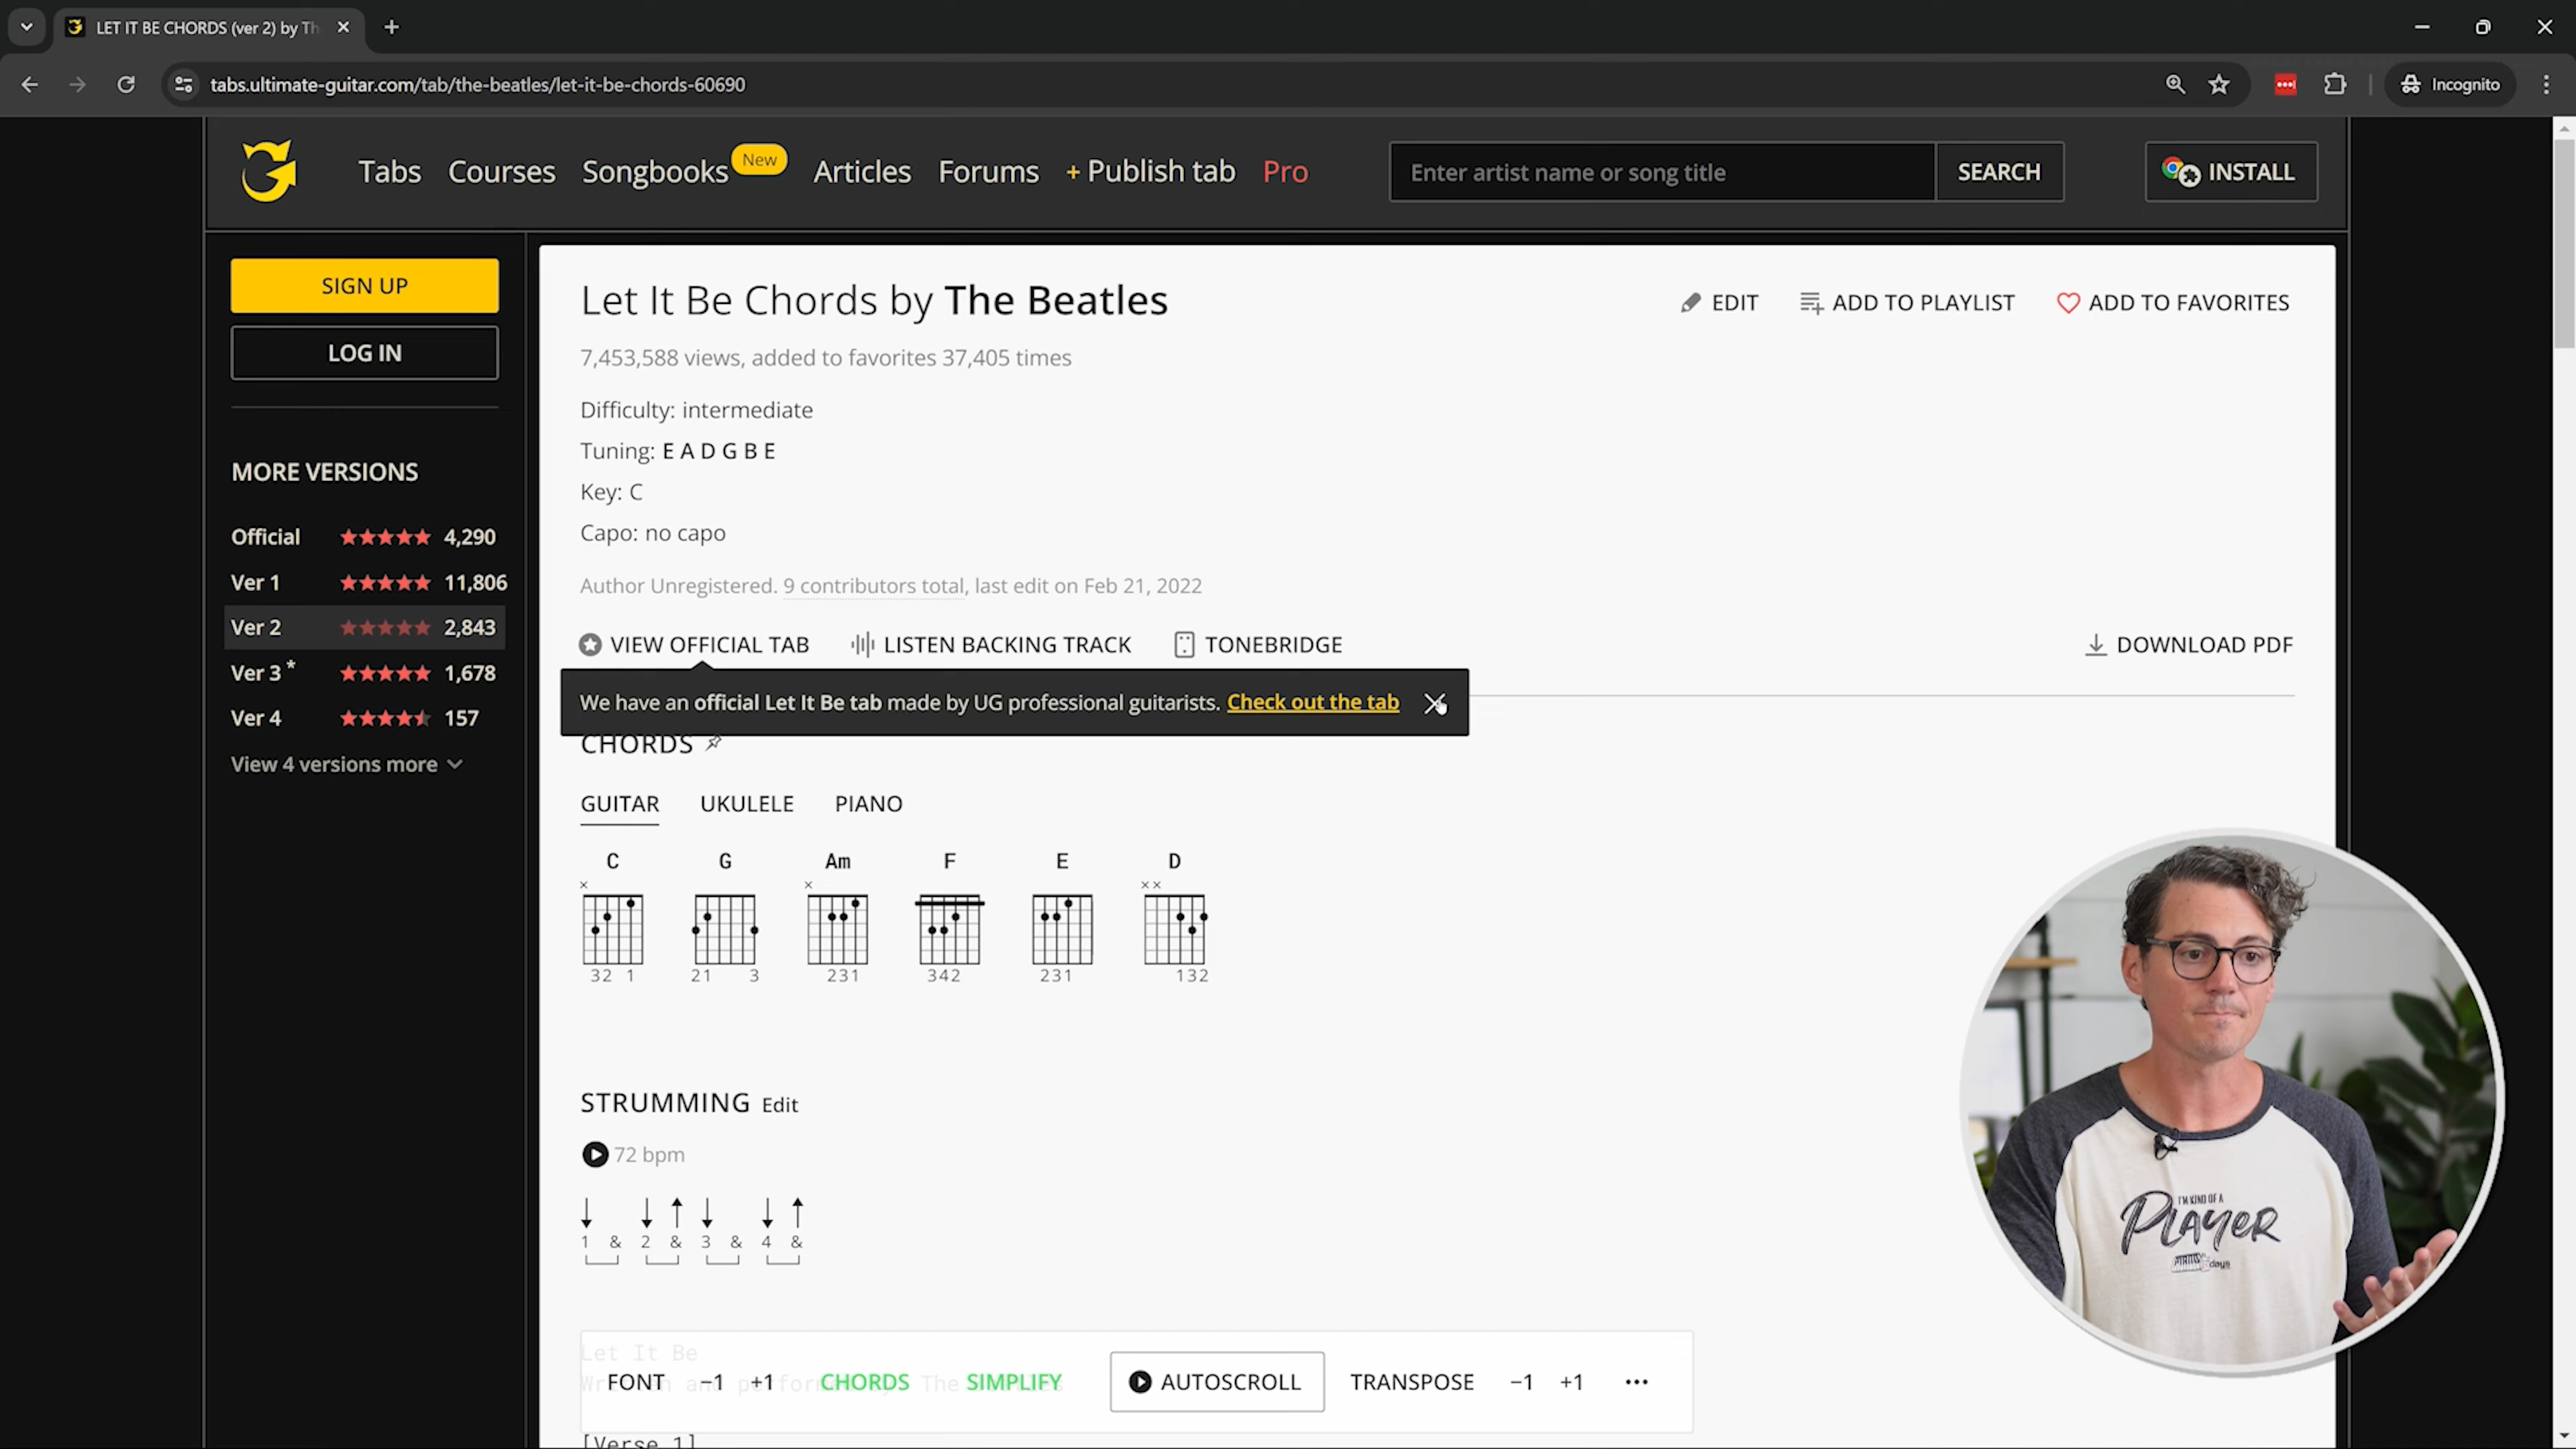 LET IT BE CHORDS (ver 2) by Th
tabs.ultimate-guitar.com/tab/the-beatles/let-it-be-chords-60690
Incognito
Tabs Courses Songbooks New Articles Forums + Publish tab Pro
Enter artist name or song title
SEARCH
INSTALL
SIGN UP
LOG IN
MORE VERSIONS
Official 4,290
Ver 1 11,806
Ver 2 2,843
Ver 3 * 1,678
Ver 4 157
View 4 versions more
Let It Be Chords by The Beatles
EDIT ADD TO PLAYLIST ADD TO FAVORITES
7,453,588 views, added to favorites 37,405 times
Difficulty: intermediate
Tuning: E A D G B E
Key: C
Capo: no capo
Author Unregistered. 9 contributors total, last edit on Feb 21, 2022
VIEW OFFICIAL TAB LISTEN BACKING TRACK TONEBRIDGE DOWNLOAD PDF
We have an official Let It Be tab made by UG professional guitarists. Check out the tab
CHORDS
GUITAR UKULELE PIANO
C G Am F E D
x x x x
32 1 21 3 231 342 231 132
STRUMMING Edit
72 bpm
1 & 2 & 3 & 4 &
Let It Be
FONT −1 +1 CHORDS SIMPLIFY AUTOSCROLL TRANSPOSE −1 +1 ...
[Verse 1]
I'M KIND OF A
PLAYER